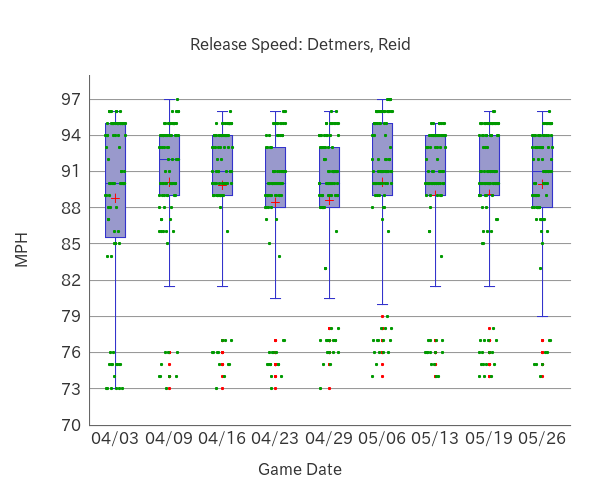 Release Speed: Detmers, Reid
97
94
91
88
85
82
79
76
73
70
MPH
04/03 04/09 04/16 04/23 04/29 05/06 05/13 05/19 05/26
Game Date